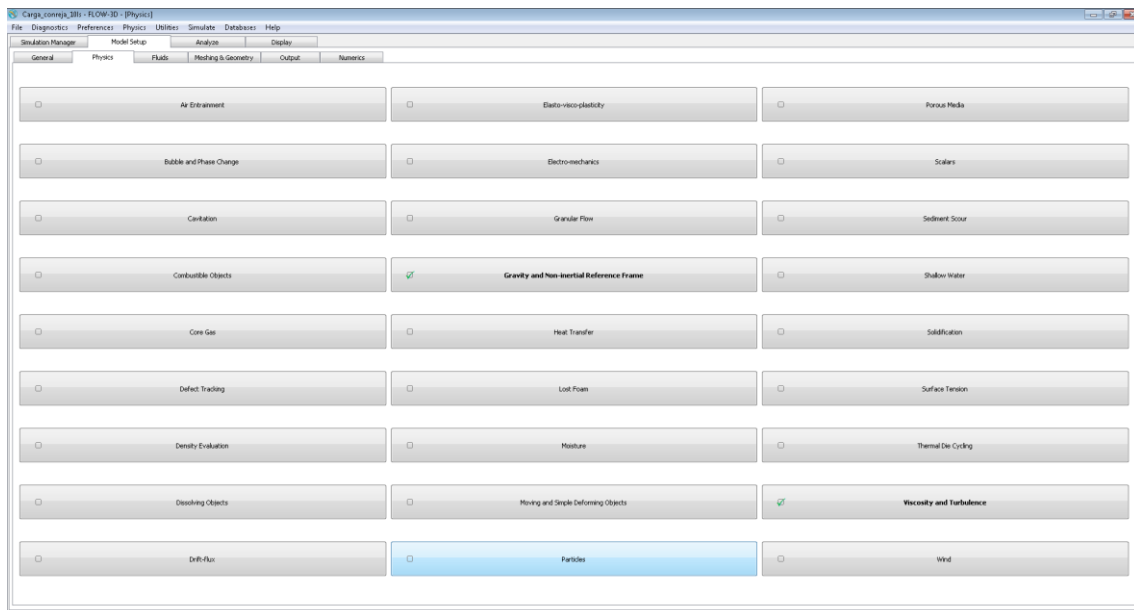 Carga_conreja_18ls - FLOW-3D - [Physics]
File Diagnostics Preferences Physics Utilities Simulate Databases Help
Simulation Manager Model Setup Analyze Display
General Physics Fluids Meshing & Geometry Output Numerics
Air Entrainment Elasto-visco-plasticity Porous Media
Bubble and Phase Change Electro-mechanics Scalars
Cavitation Granular Flow Sediment Scour
Combustible Objects Gravity and Non-inertial Reference Frame Shallow Water
Core Gas Heat Transfer Solidification
Defect Tracking Lost Foam Surface Tension
Density Evaluation Moisture Thermal Die Cycling
Dissolving Objects Moving and Simple Deforming Objects Viscosity and Turbulence
Drift-flux Particles Wind